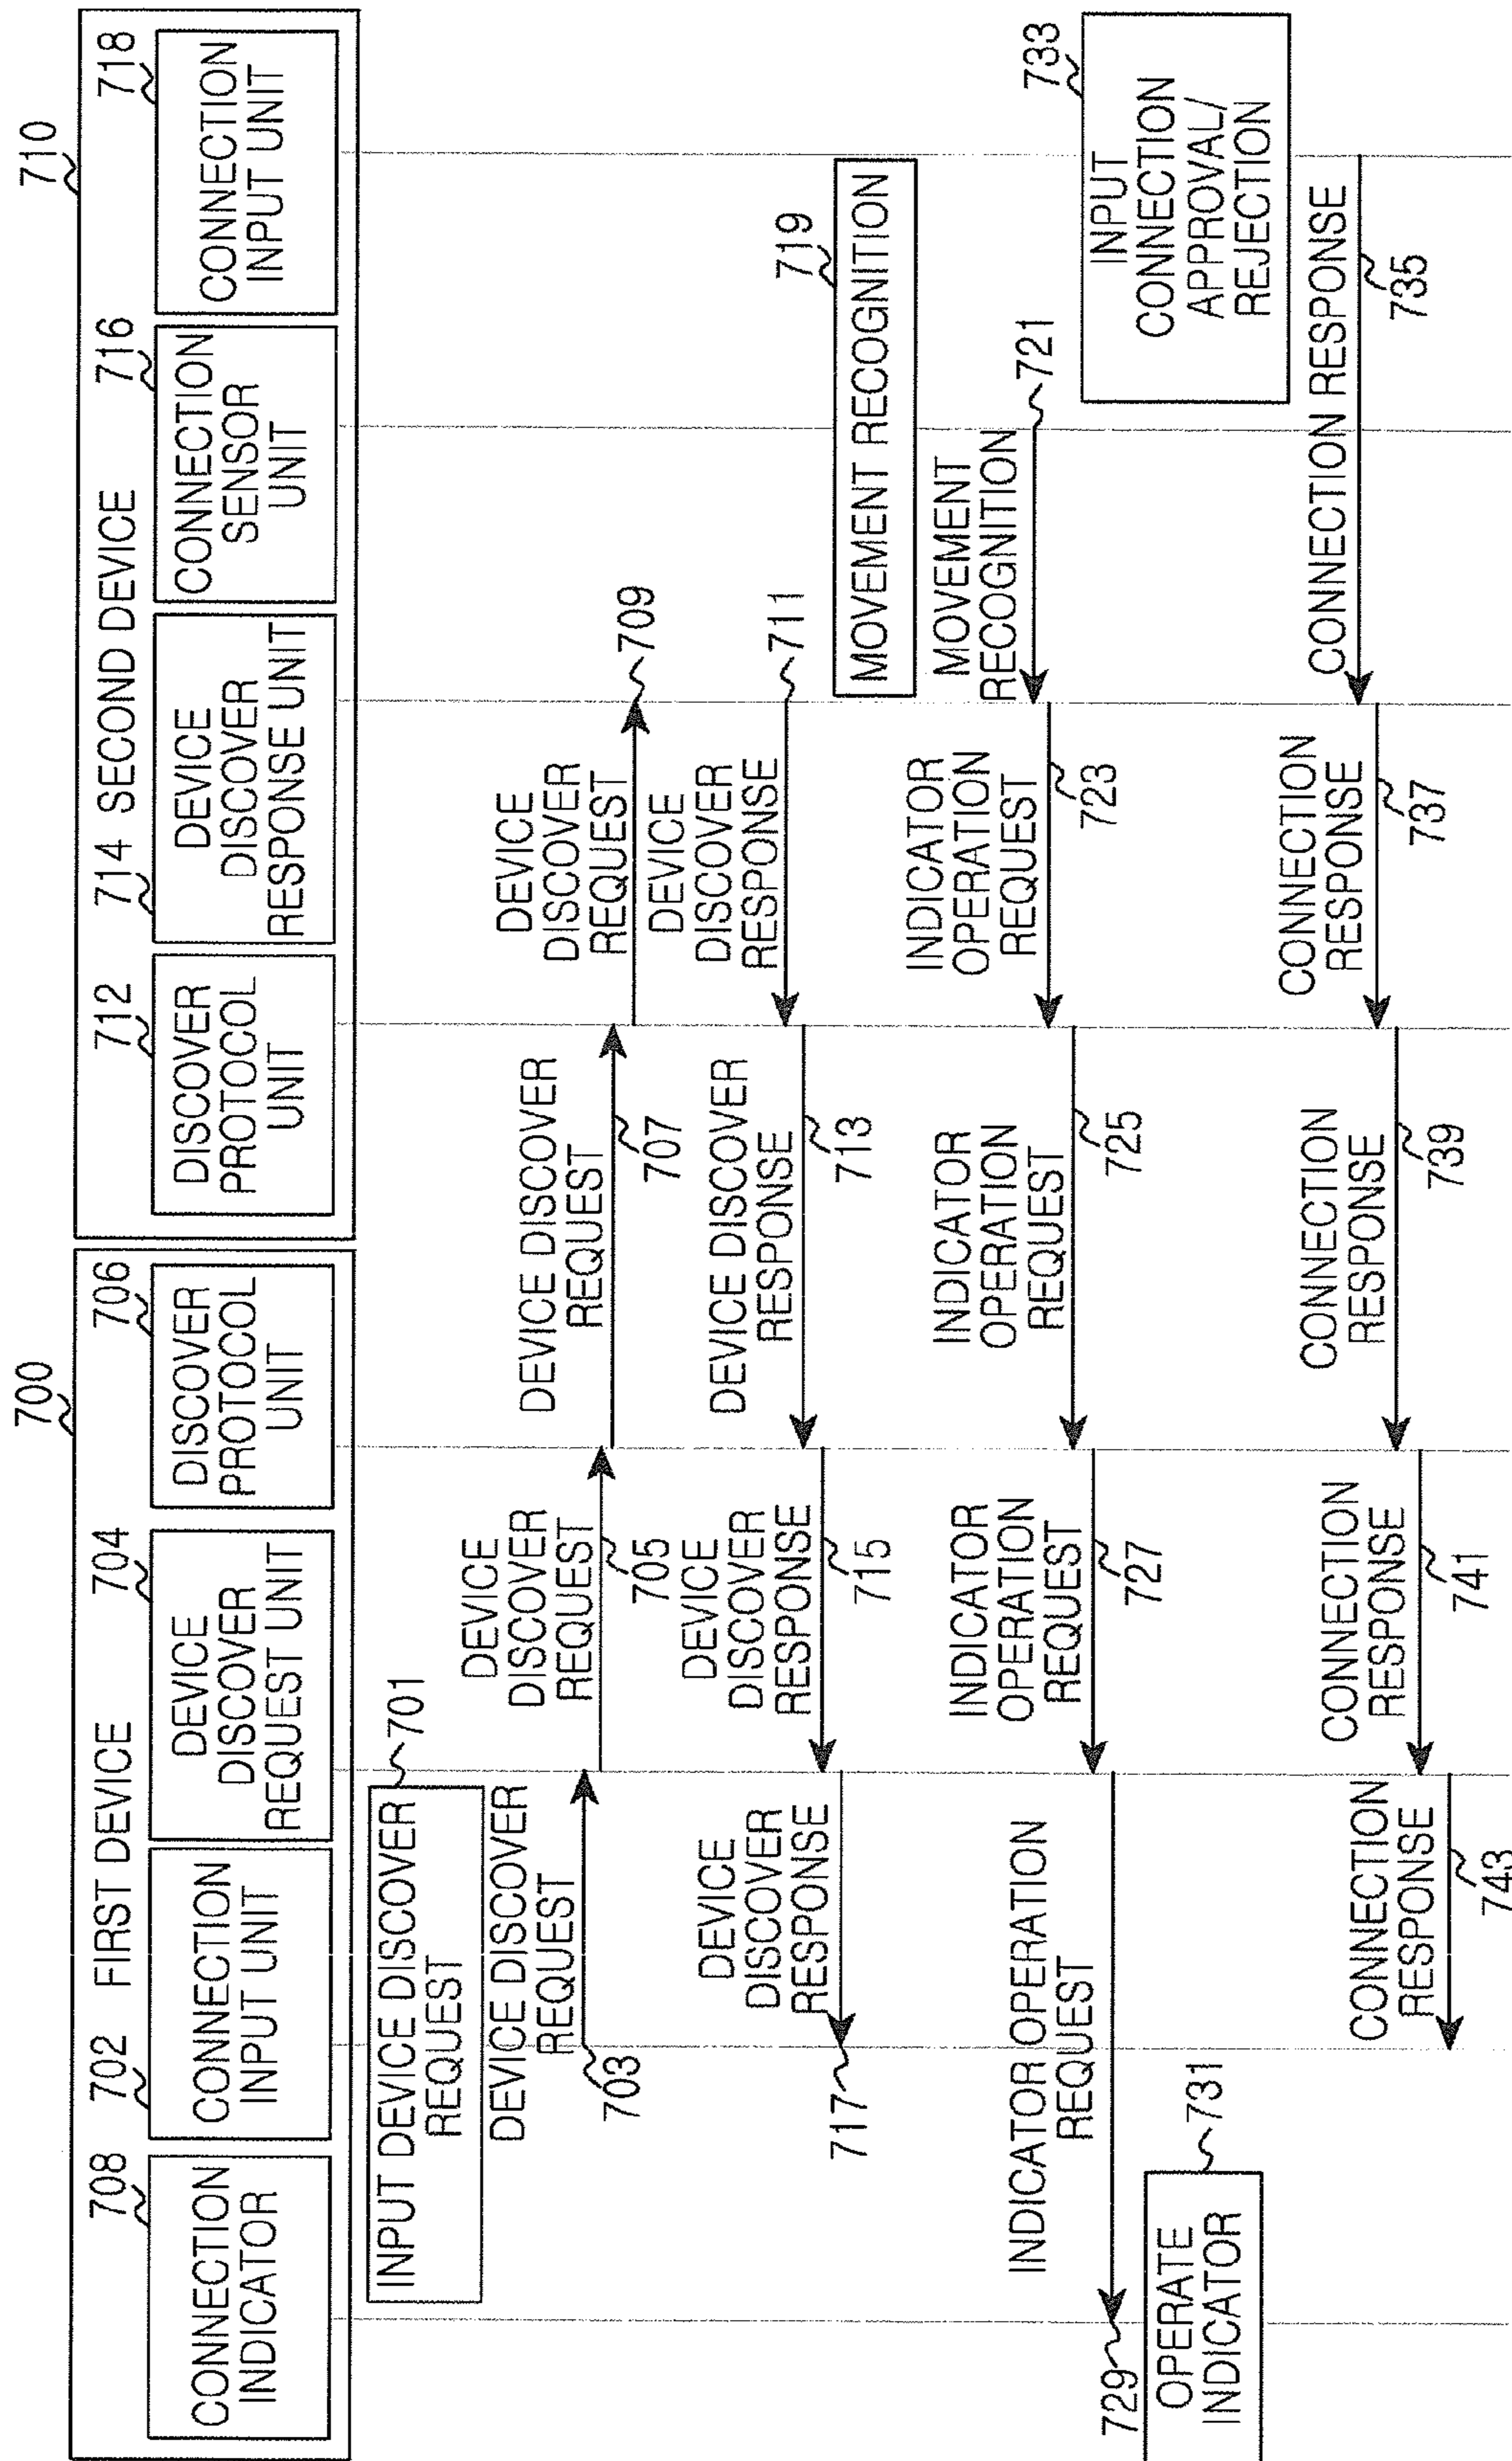 700
710
FIRST DEVICE
SECOND DEVICE
708
CONNECTION
INDICATOR
702
CONNECTION
INPUT UNIT
704
DEVICE
DISCOVER
REQUEST UNIT
706
DISCOVER
PROTOCOL
UNIT
712
DISCOVER
PROTOCOL
UNIT
714
DEVICE
DISCOVER
RESPONSE UNIT
716
CONNECTION
SENSOR
UNIT
718
CONNECTION
INPUT UNIT
INPUT DEVICE DISCOVER
REQUEST
701
DEVICE DISCOVER
REQUEST
703
DEVICE
DISCOVER
REQUEST
705
DEVICE DISCOVER
REQUEST
707
DEVICE
DISCOVER
REQUEST
709
DEVICE
DISCOVER
RESPONSE
711
DEVICE DISCOVER
RESPONSE
713
DEVICE
DISCOVER
RESPONSE
715
DEVICE
DISCOVER
RESPONSE
717
MOVEMENT RECOGNITION
719
MOVEMENT
RECOGNITION
721
INDICATOR
OPERATION
REQUEST
723
INDICATOR
OPERATION
REQUEST
725
INDICATOR
OPERATION
REQUEST
727
INDICATOR OPERATION
REQUEST
729
OPERATE
INDICATOR
731
INPUT
CONNECTION
APPROVAL/
REJECTION
733
CONNECTION RESPONSE
735
CONNECTION
RESPONSE
737
CONNECTION
RESPONSE
739
CONNECTION
RESPONSE
741
CONNECTION
RESPONSE
743